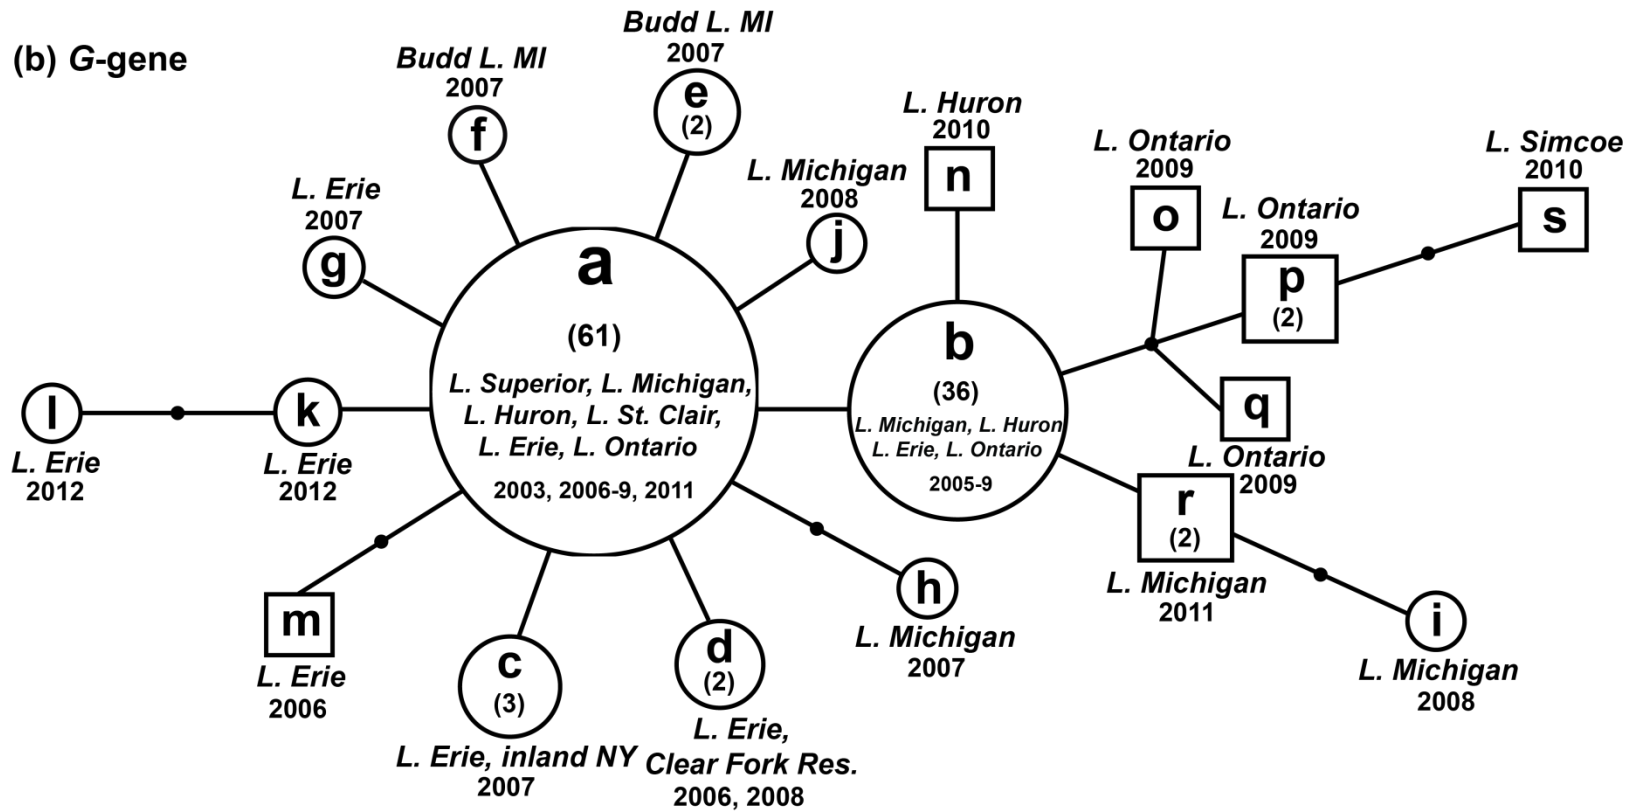 (b) G-gene
Budd L. MI
2007
f
Budd L. MI
2007
e
(2)
L. Erie
2007
g
L. Michigan
2008
j
L. Huron
2010
n
L. Ontario
2009
o
L. Ontario
2009
p
(2)
L. Simcoe
2010
s
a
(61)
L. Superior, L. Michigan,
L. Huron, L. St. Clair,
L. Erie, L. Ontario
2003, 2006-9, 2011
b
(36)
L. Michigan, L. Huron
L. Erie, L. Ontario
2005-9
q
L. Ontario
2009
l
L. Erie
2012
k
L. Erie
2012
r
(2)
L. Michigan
2011
i
L. Michigan
2008
m
L. Erie
2006
c
(3)
L. Erie, inland NY
2007
d
(2)
L. Erie,
Clear Fork Res.
2006, 2008
h
L. Michigan
2007